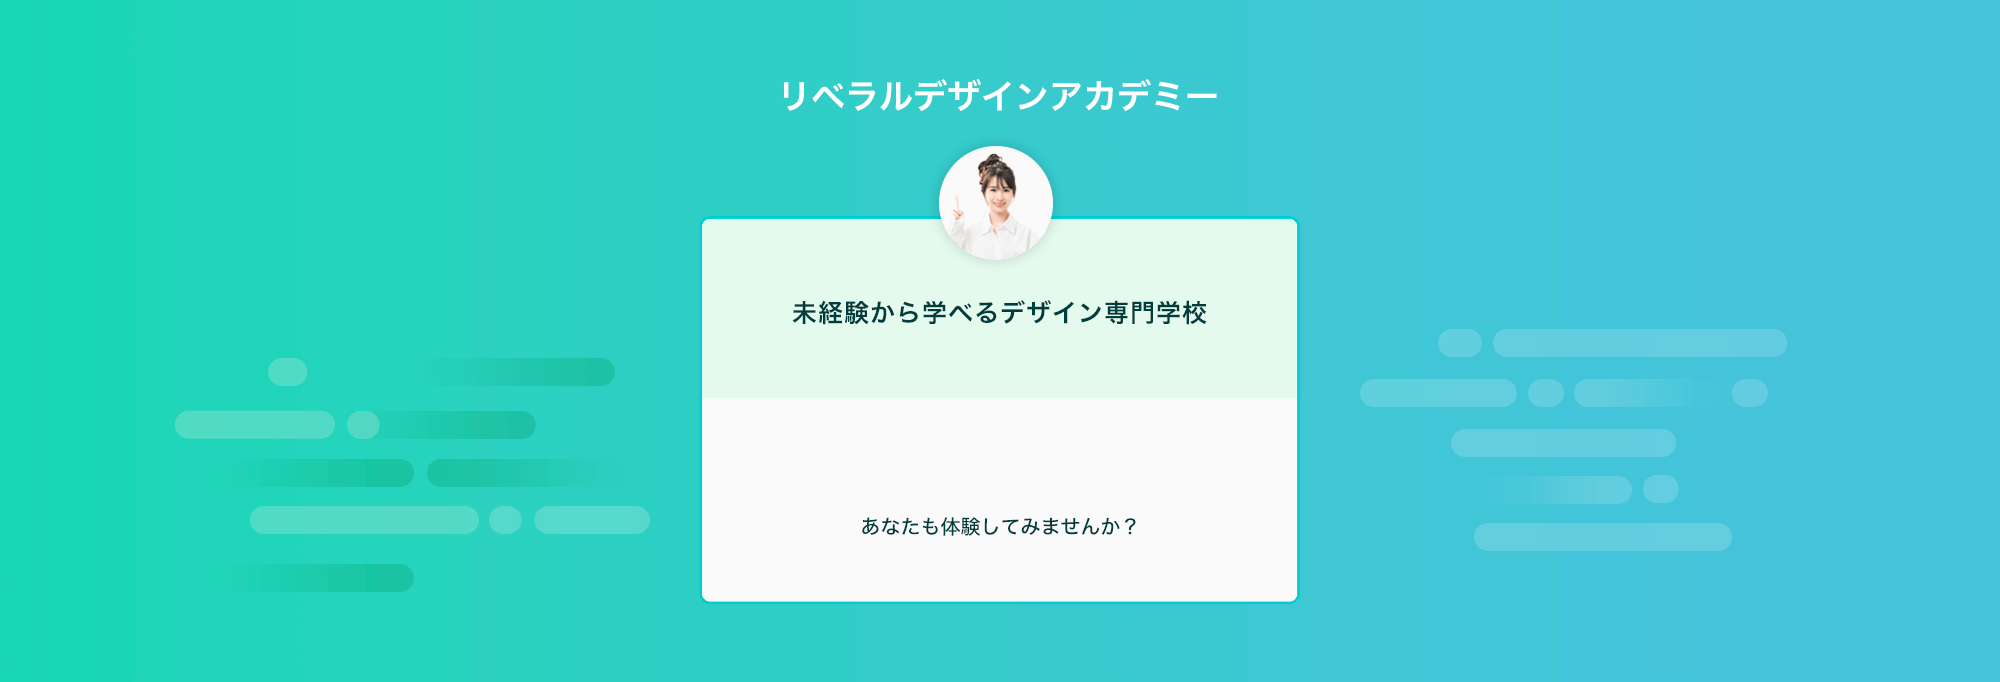 リベラルデザインアカデミー
未経験から学べるデザイン専門学校
あなたも体験してみませんか？